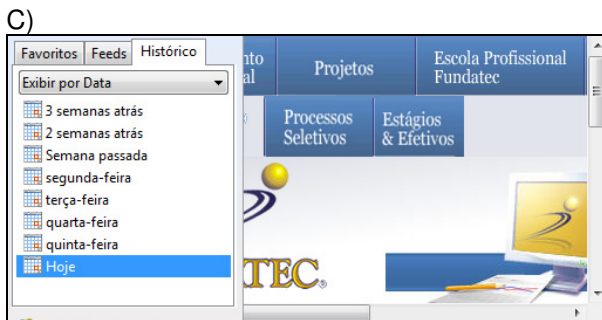 C)
Favoritos Feeds Histórico
Exibir por Data
3 semanas atrás
2 semanas atrás
Semana passada
segunda-feira
terça-feira
quarta-feira
quinta-feira
Hoje
Projetos
Escola Profissional
Fundatec
Processos
Seletivos
Estágios
& Efetivos